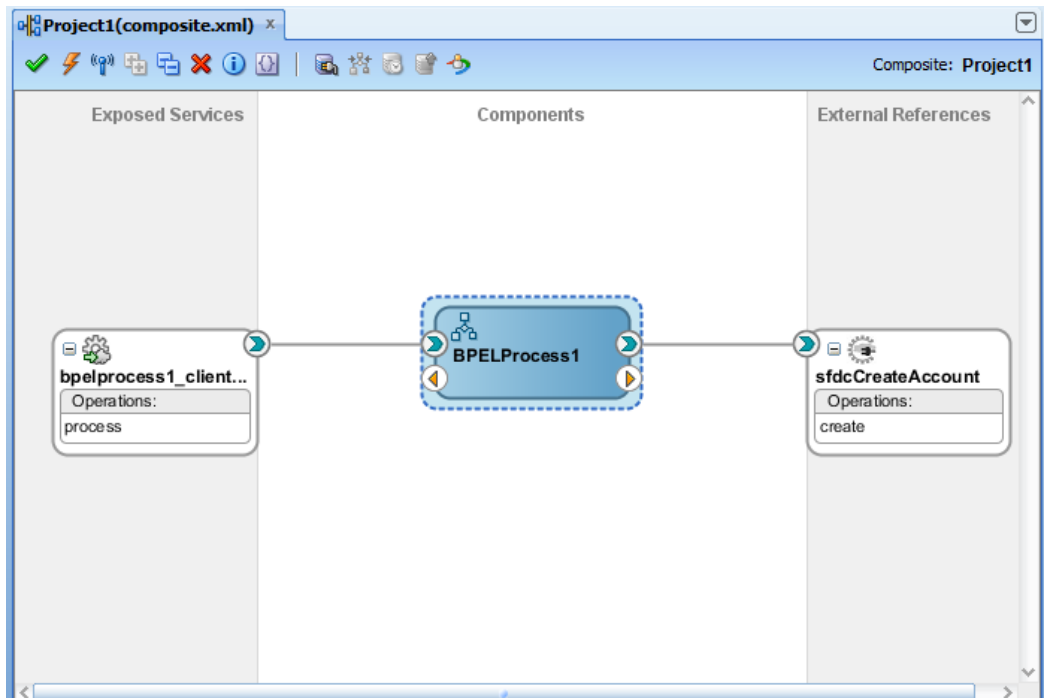 Project1(composite.xml) x
Composite: Project1
Exposed Services
Components
External References
BPELProcess1
bpelprocess1_client...
Operations:
process
sfdcCreateAccount
Operations:
create